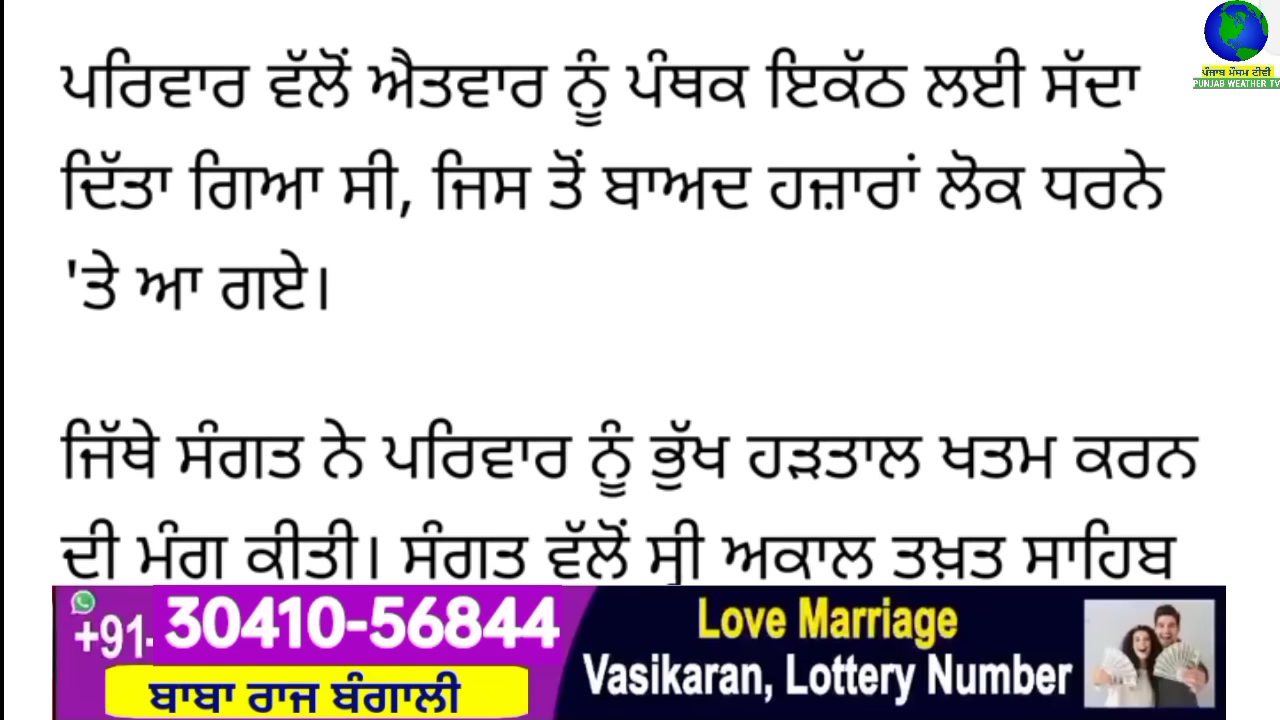 ਪੰਜਾਬ ਮੌਸਮ ਟੀਵੀ
PUNJAB WEATHER TV
ਪਰਿਵਾਰ ਵੱਲੋਂ ਐਤਵਾਰ ਨੂੰ ਪੰਥਕ ਇਕੱਠ ਲਈ ਸੱਦਾ
ਦਿੱਤਾ ਗਿਆ ਸੀ, ਜਿਸ ਤੋਂ ਬਾਅਦ ਹਜ਼ਾਰਾਂ ਲੋਕ ਧਰਨੇ
'ਤੇ ਆ ਗਏ।
ਜਿੱਥੇ ਸੰਗਤ ਨੇ ਪਰਿਵਾਰ ਨੂੰ ਭੁੱਖ ਹੜਤਾਲ ਖਤਮ ਕਰਨ
ਦੀ ਮੰਗ ਕੀਤੀ। ਸੰਗਤ ਵੱਲੋਂ ਸ੍ਰੀ ਅਕਾਲ ਤਖ਼ਤ ਸਾਹਿਬ
+91- 30410-56844
ਬਾਬਾ ਰਾਜ ਬੰਗਾਲੀ
Love Marriage
Vasikaran, Lottery Number